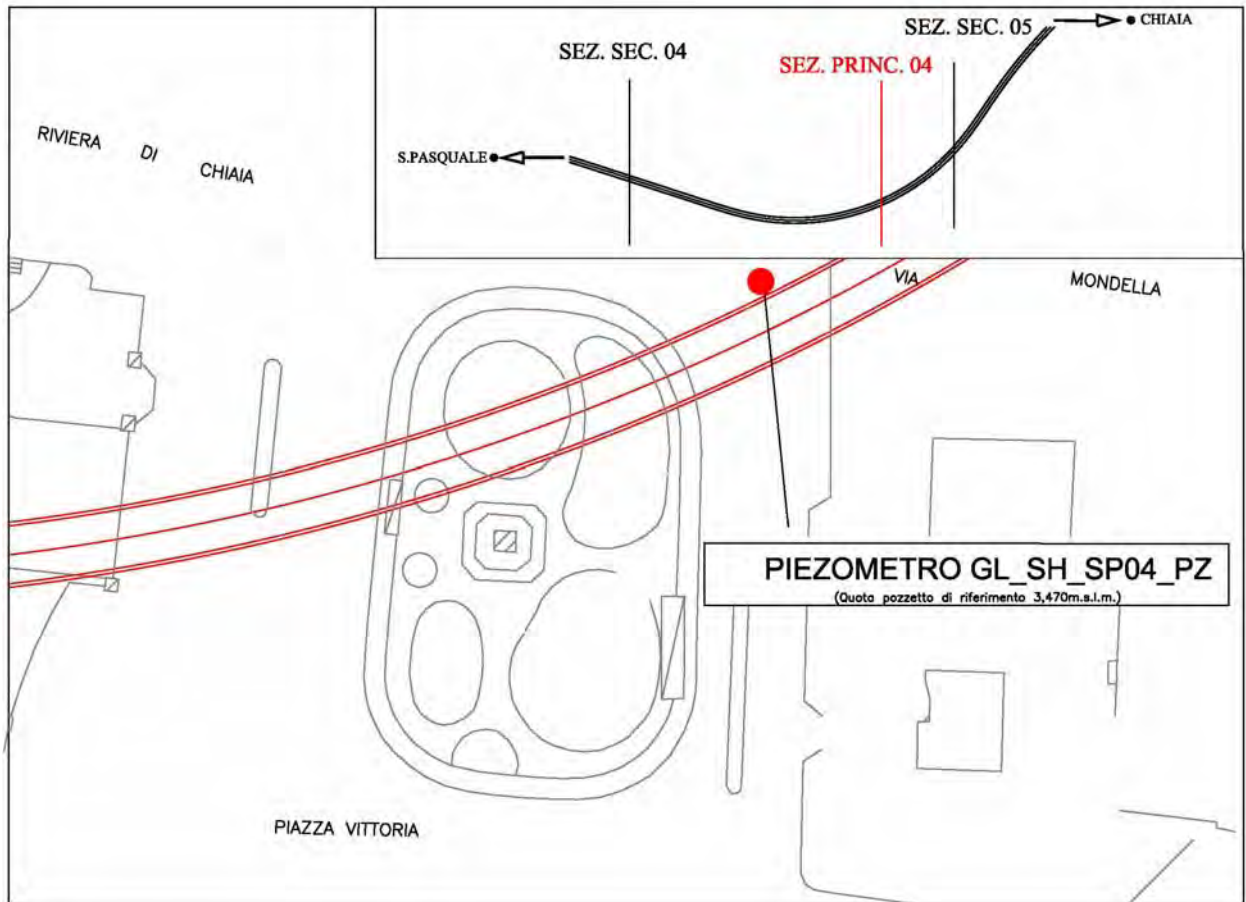 SEZ. SEC. 04
SEZ. PRINC. 04
SEZ. SEC. 05
CHIAIA
S.PASQUALE
RIVIERA DI CHIAIA
VIA MONDELLA
PIEZOMETRO GL_SH_SP04_PZ
(Quota pozzetto di riferimento 3,470m.s.l.m.)
PIAZZA VITTORIA